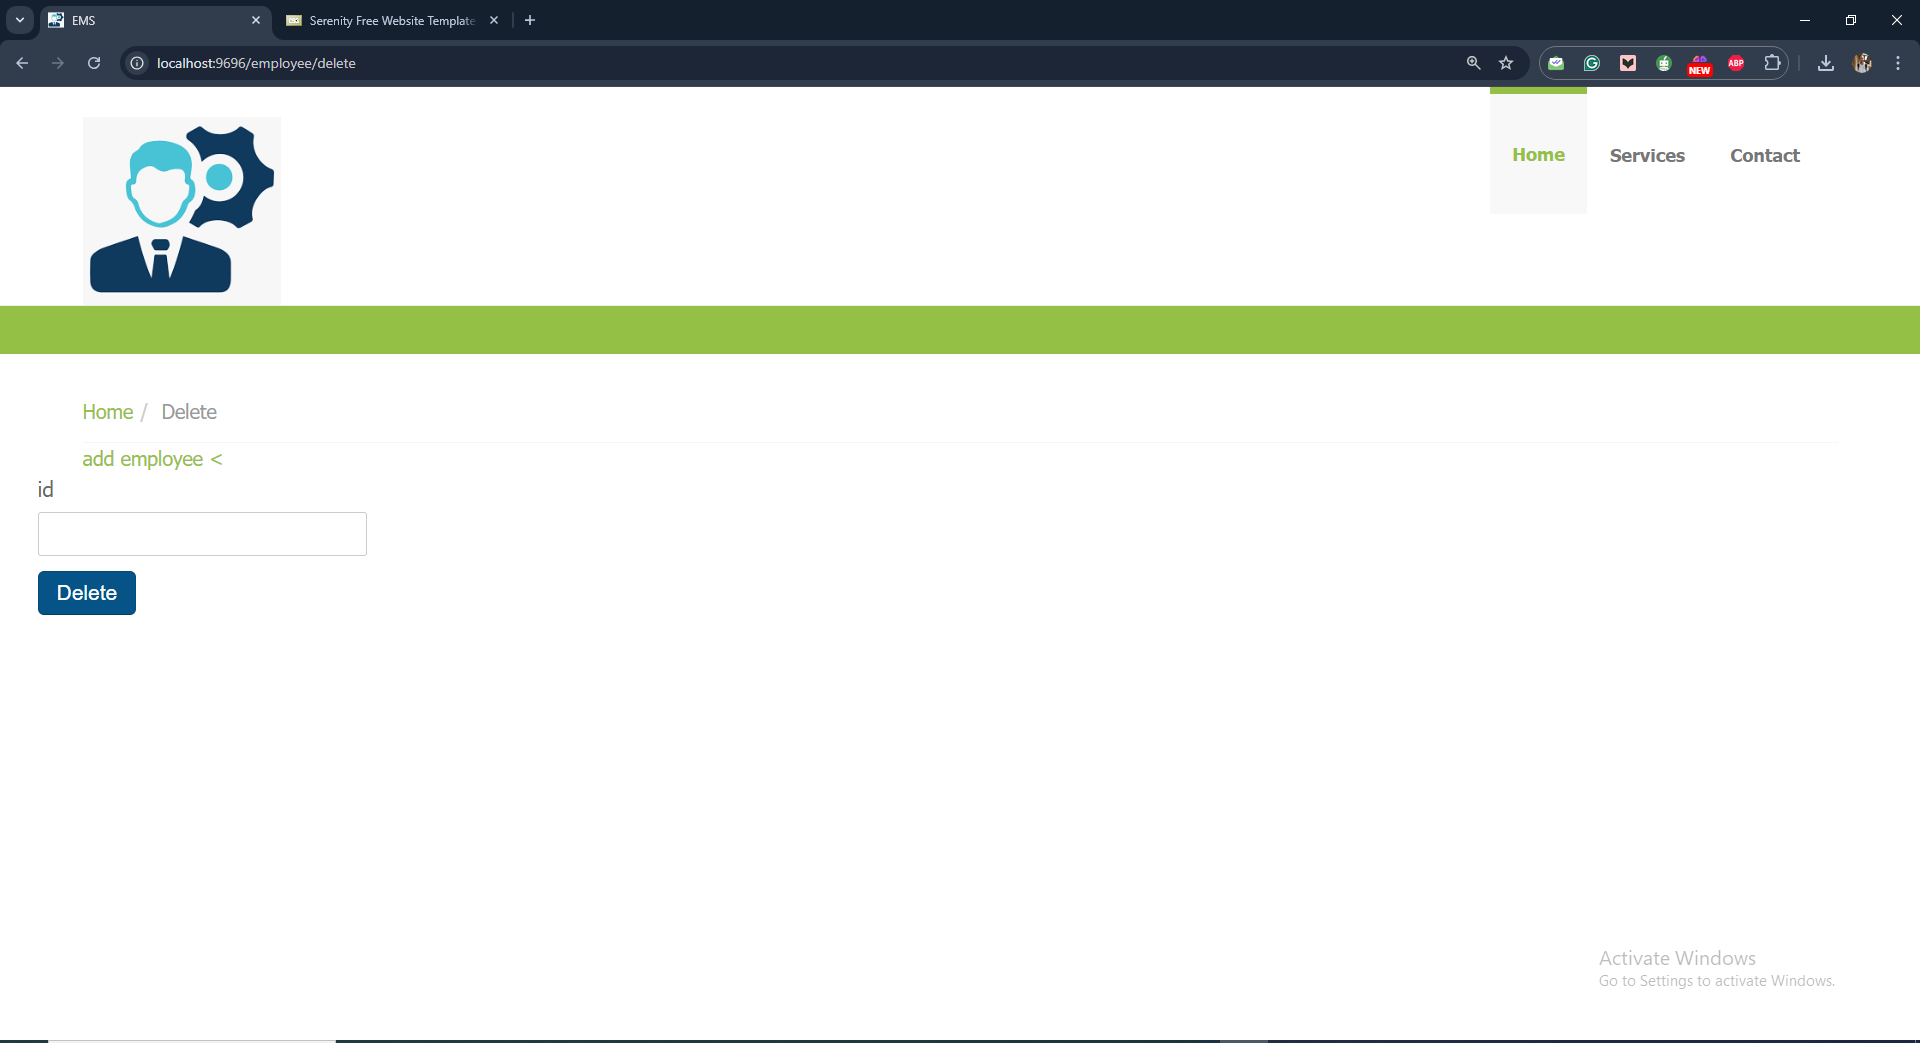 EMS
Serenity Free Website Template
localhost:9696/employee/delete
NEW
ABP
Home
Services
Contact
Home / Delete
add employee <
id
Delete
Activate Windows
Go to Settings to activate Windows.